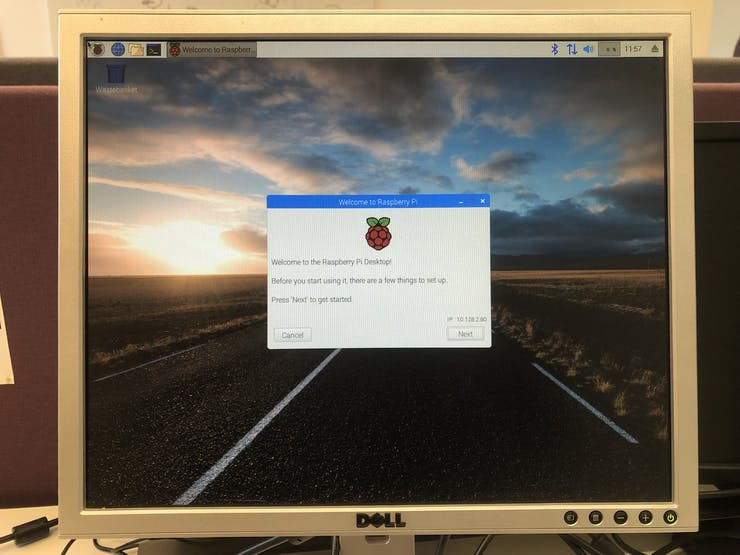 Welcome to Raspberr...
11:57
Wastebasket
Welcome to Raspberry Pi
Welcome to the Raspberry Pi Desktop!
Before you start using it, there are a few things to set up.
Press 'Next' to get started.
IP : 10.128.2.80
Cancel
Next
DELL